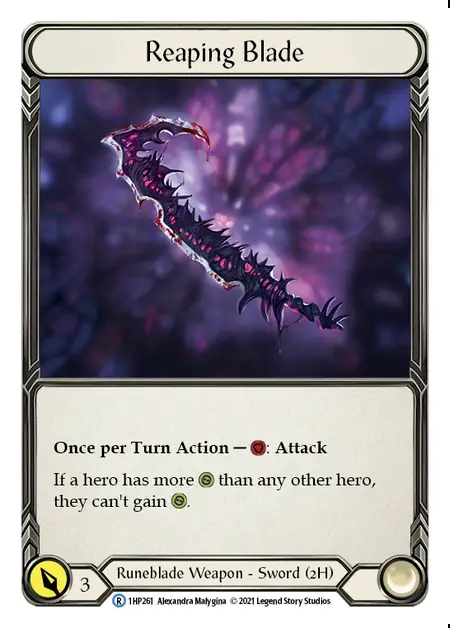 Reaping Blade
Once per Turn Action — : Attack
If a hero has more than any other hero,
they can't gain .
3
Runeblade Weapon - Sword (2H)
R 1HP261 Alexandra Malygina © 2021 Legend Story Studios